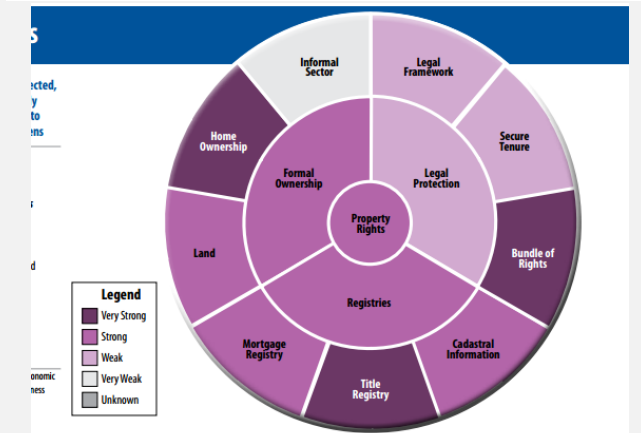 s
ected,
y
to
ens
s
d
onomic
ness
Informal
Sector
Legal
Framework
Home
Ownership
Secure
Tenure
Formal
Ownership
Legal
Protection
Property
Rights
Land
Bundle of
Rights
Registries
Mortgage
Registry
Cadastral
Information
Title
Registry
Legend
Very Strong
Strong
Weak
Very Weak
Unknown